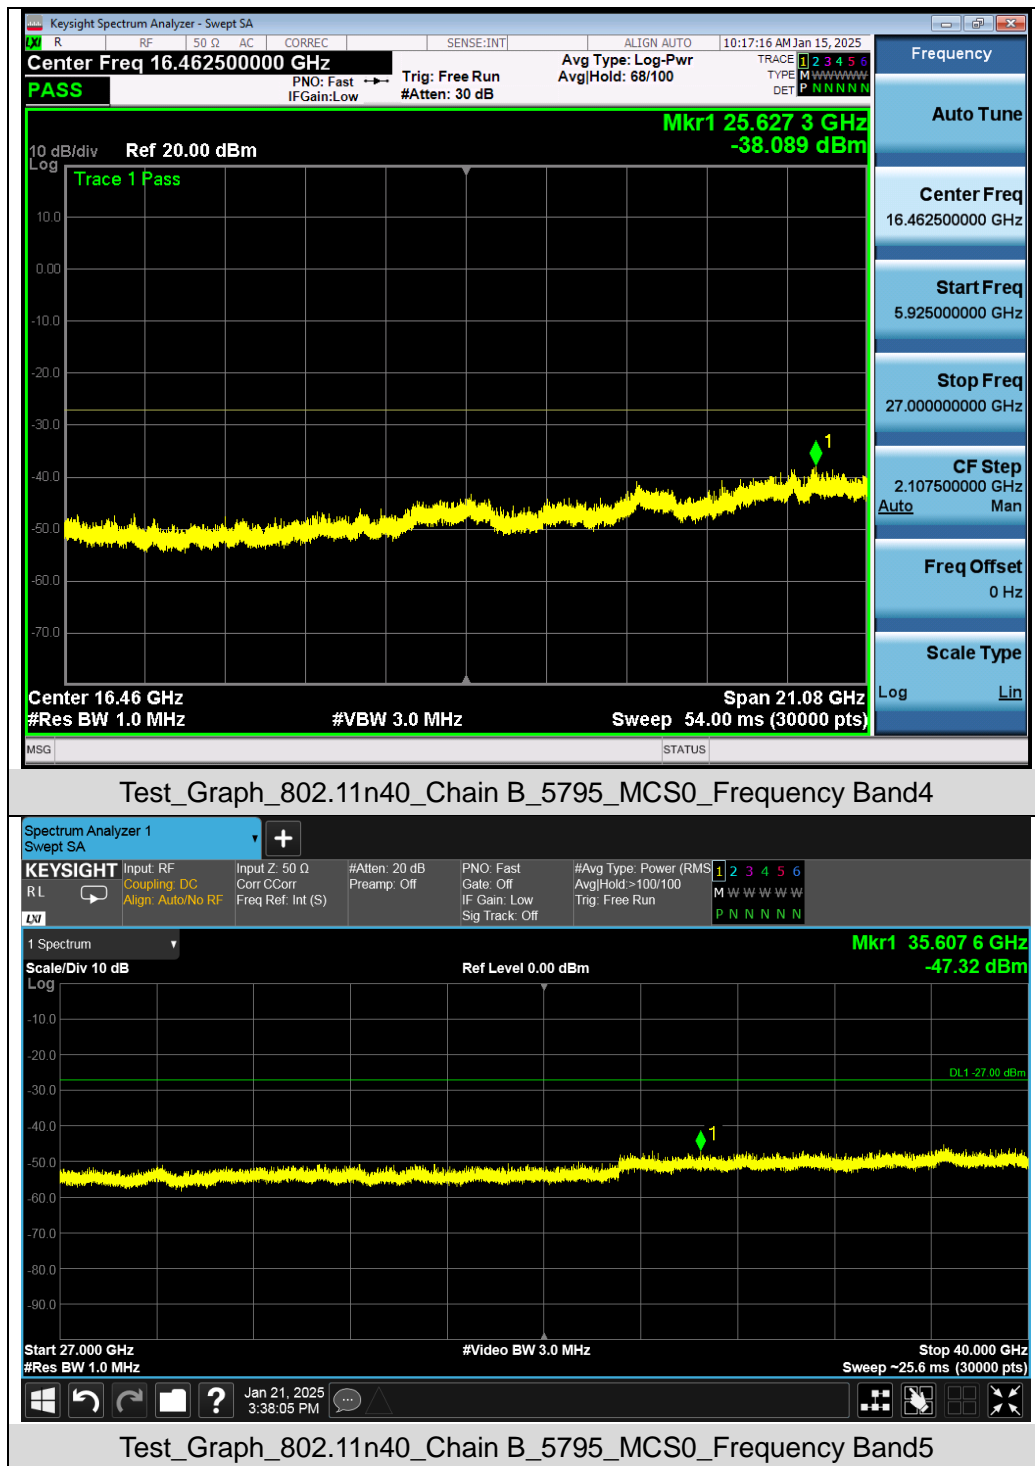 Keysight Spectrum Analyzer - Swept SA
LXI R RF 50 Ω AC CORREC SENSE:INT ALIGN AUTO 10:17:16 AM Jan 15, 2025
Center Freq 16.462500000 GHz
PASS
PNO: Fast
IFGain:Low
Trig: Free Run
#Atten: 30 dB
Avg Type: Log-Pwr
Avg|Hold: 68/100
TRACE 1 2 3 4 5 6
TYPE M W W W W W
DET P N N N N N
Mkr1 25.627 3 GHz
-38.089 dBm
10 dB/div Ref 20.00 dBm
Log
Trace 1 Pass
10.0
0.00
-10.0
-20.0
-30.0
1
-40.0
-50.0
-60.0
-70.0
Center 16.46 GHz Span 21.08 GHz
#Res BW 1.0 MHz #VBW 3.0 MHz Sweep 54.00 ms (30000 pts)
MSG STATUS
Frequency
Auto Tune
Center Freq
16.462500000 GHz
Start Freq
5.925000000 GHz
Stop Freq
27.000000000 GHz
CF Step
2.107500000 GHz
Auto Man
Freq Offset
0 Hz
Scale Type
Log Lin
Test_Graph_802.11n40_Chain B_5795_MCS0_Frequency Band4
Spectrum Analyzer 1
Swept SA
+
KEYSIGHT
R L
LXI
Input: RF
Coupling: DC
Align: Auto/No RF
Input Z: 50 Ω
Corr CCorr
Freq Ref: Int (S)
#Atten: 20 dB
Preamp: Off
PNO: Fast
Gate: Off
IF Gain: Low
Sig Track: Off
#Avg Type: Power (RMS
Avg|Hold:>100/100
Trig: Free Run
1 2 3 4 5 6
M W W W W W
P N N N N N
1 Spectrum
Mkr1 35.607 6 GHz
-47.32 dBm
Scale/Div 10 dB Ref Level 0.00 dBm
Log
-10.0
-20.0
DL1 -27.00 dBm
-30.0
-40.0
1
-50.0
-60.0
-70.0
-80.0
-90.0
Start 27.000 GHz #Video BW 3.0 MHz Stop 40.000 GHz
#Res BW 1.0 MHz Sweep ~25.6 ms (30000 pts)
?
Jan 21, 2025
3:38:05 PM
Test_Graph_802.11n40_Chain B_5795_MCS0_Frequency Band5